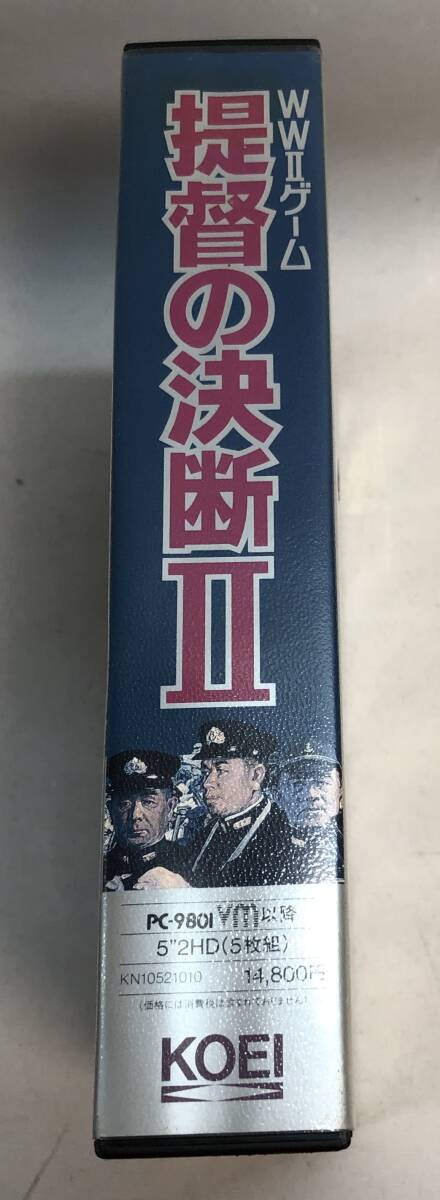 WWⅡゲーム
提督の決断Ⅱ
PC-9801 VM以降
5"2HD(5枚組)
KN10521010 14,800円
(価格には消費税は含まれておりません)
KOEI